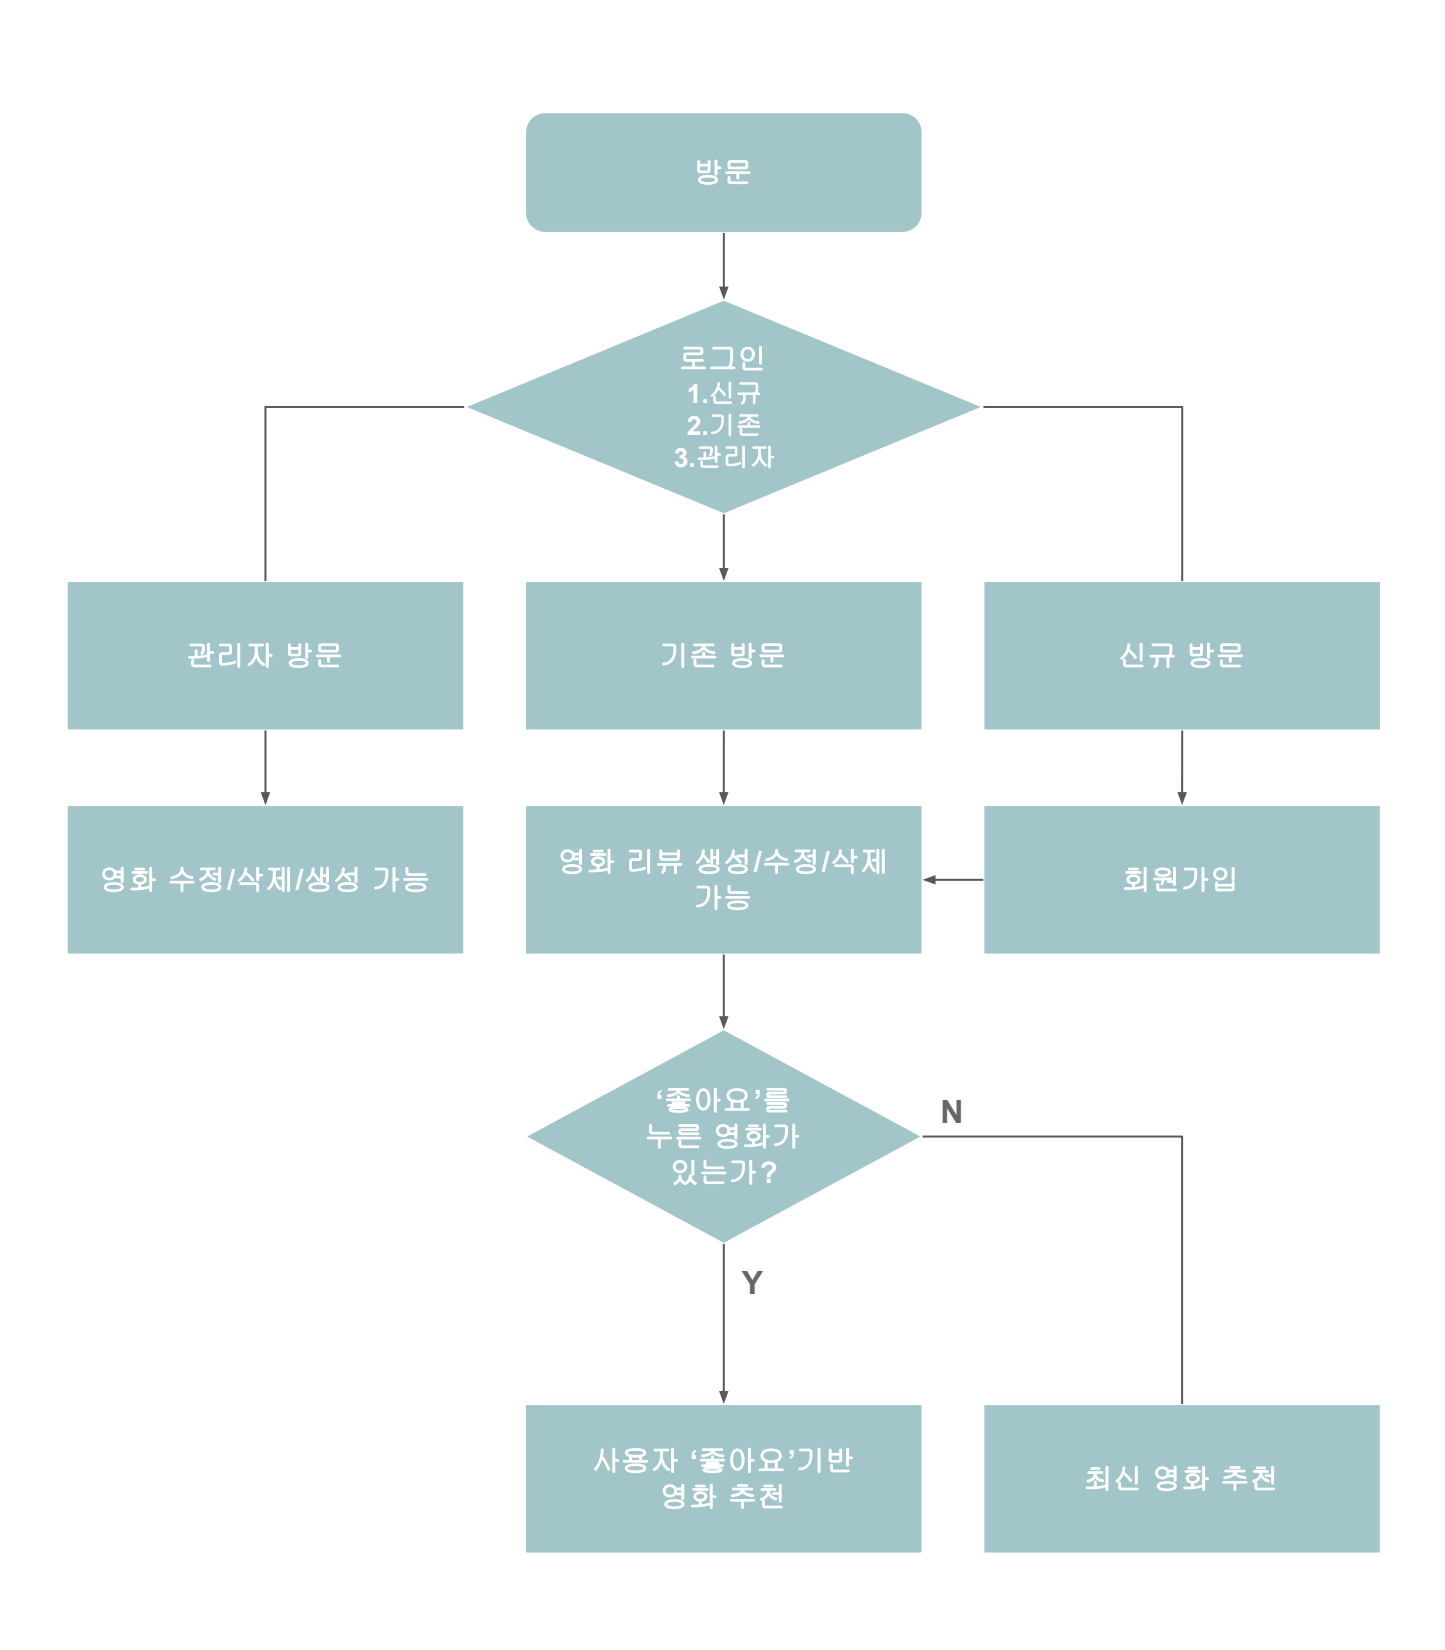 방문
로그인
1.신규
2.기존
3.관리자
관리자 방문
기존 방문
신규 방문
영화 수정/삭제/생성 가능
영화 리뷰 생성/수정/삭제
가능
회원가입
‘좋아요’를
누른 영화가
있는가?
N
Y
사용자 ‘좋아요’기반
영화 추천
최신 영화 추천